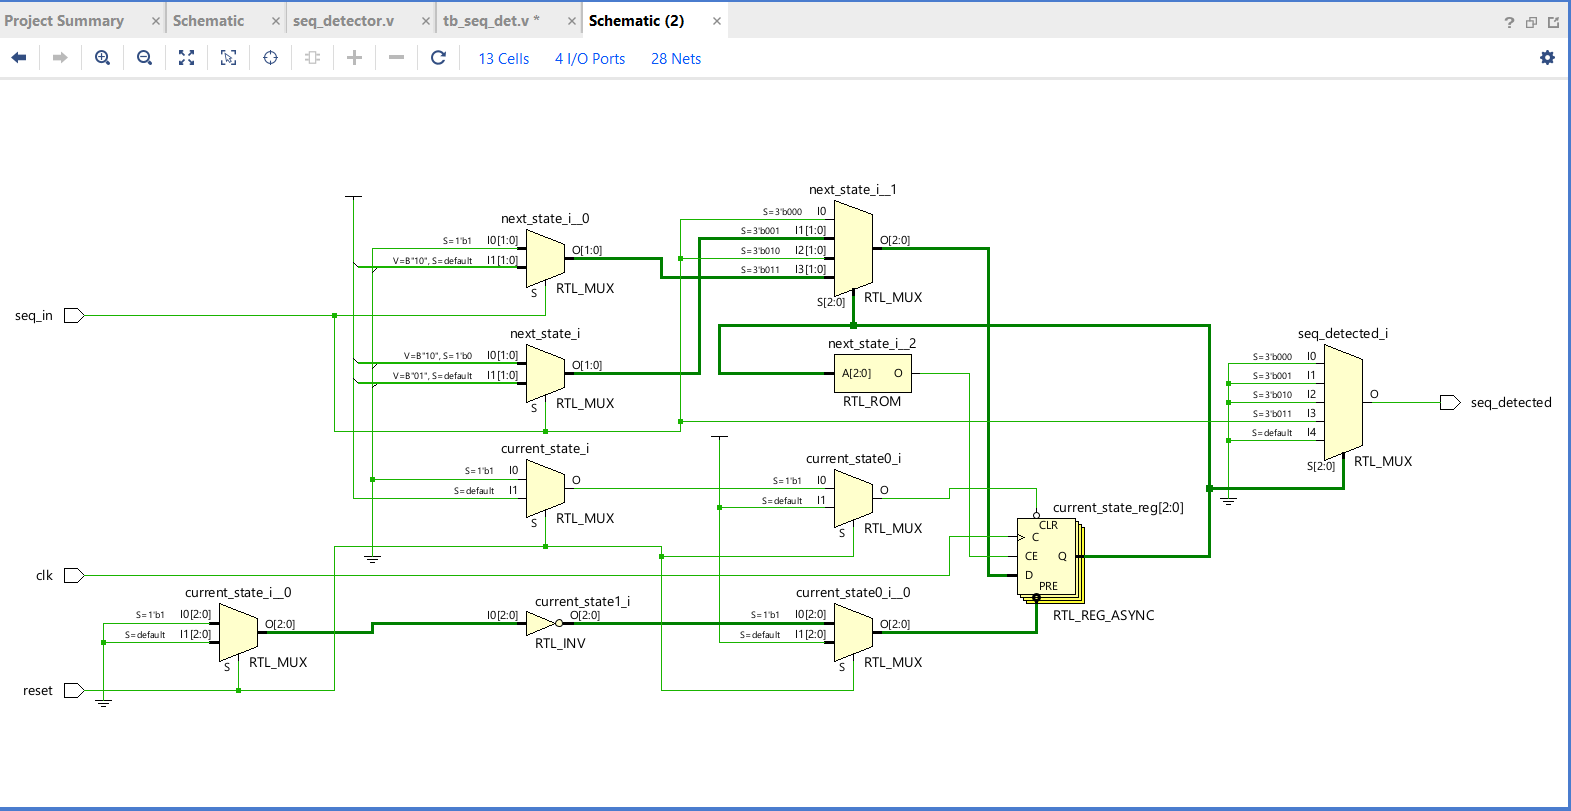 Project Summary
Schematic
seq_detector.v
tb_seq_det.v *
Schematic (2)
13 Cells
4 I/O Ports
28 Nets
next_state_i__1
S=3'b000 I0
S=3'b001 I1[1:0]
S=3'b010 I2[1:0]
S=3'b011 I3[1:0]
O[2:0]
S[2:0]
RTL_MUX
next_state_i__0
S=1'b1 I0[1:0]
V=B"10", S=default I1[1:0]
O[1:0]
S
RTL_MUX
seq_in
next_state_i
V=B"10", S=1'b0 I0[1:0]
V=B"01", S=default I1[1:0]
O[1:0]
S
RTL_MUX
next_state_i__2
A[2:0] O
RTL_ROM
seq_detected_i
S=3'b000 I0
S=3'b001 I1
S=3'b010 I2
S=3'b011 I3
S=default I4
O
S[2:0]
RTL_MUX
seq_detected
current_state_i
S=1'b1 I0
S=default I1
O
S
RTL_MUX
current_state0_i
S=1'b1 I0
S=default I1
O
S
RTL_MUX
current_state_reg[2:0]
CLR
C
CE Q
D
PRE
RTL_REG_ASYNC
clk
current_state_i__0
S=1'b1 I0[2:0]
S=default I1[2:0]
O[2:0]
S
RTL_MUX
current_state1_i
I0[2:0] O[2:0]
RTL_INV
current_state0_i__0
S=1'b1 I0[2:0]
S=default I1[2:0]
O[2:0]
S
RTL_MUX
reset